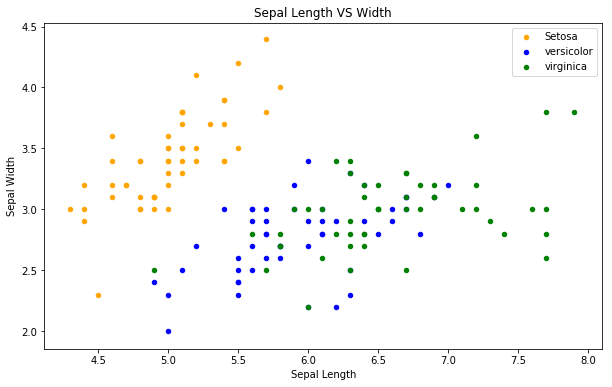 Sepal Length VS Width
4.5
4.0
3.5
3.0
2.5
2.0
Sepal Width
Setosa
versicolor
virginica
4.5 5.0 5.5 6.0 6.5 7.0 7.5 8.0
Sepal Length